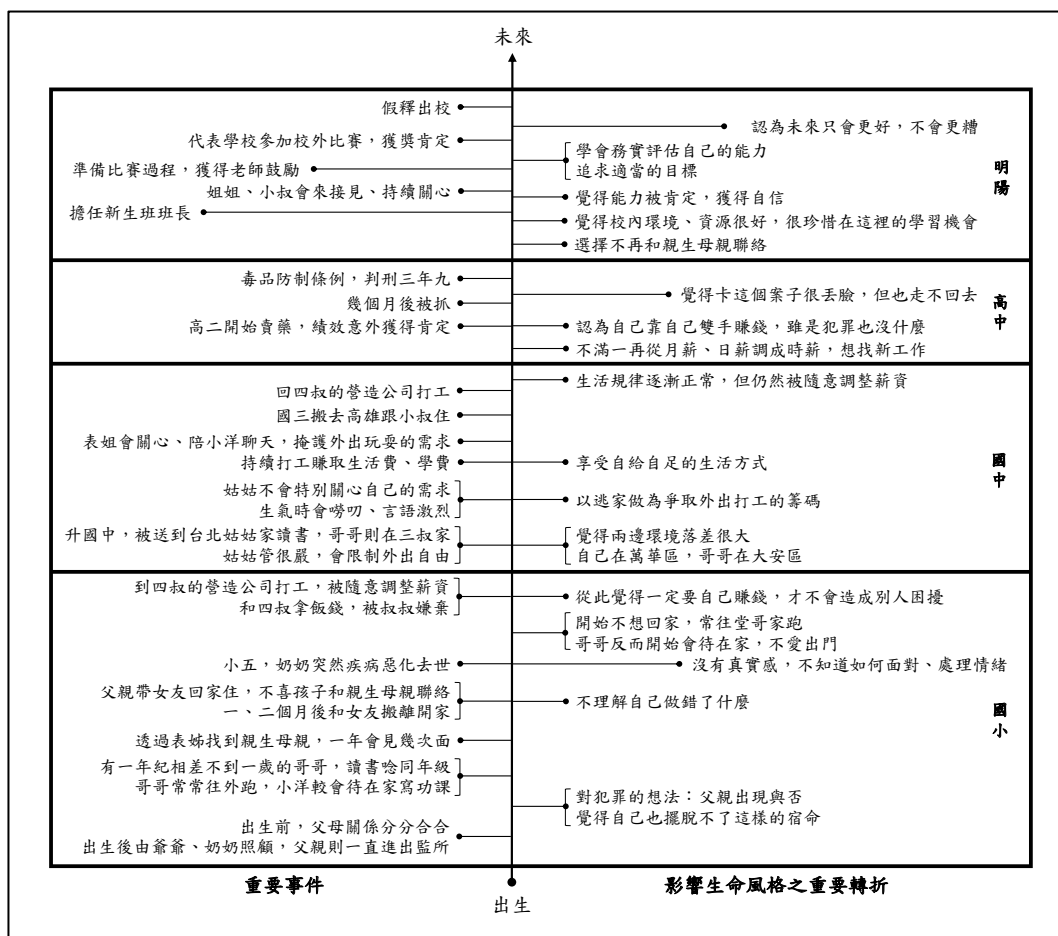 未來
假釋出校
認為未來只會更好，不會更糟
代表學校參加校外比賽，獲獎肯定
學會務實評估自己的能力
追求適當的目標
準備比賽過程，獲得老師鼓勵
姐姐、小叔會來接見、持續關心
覺得能力被肯定，獲得自信
擔任新生班班長
覺得校內環境、資源很好，很珍惜在這裡的學習機會
選擇不再和親生母親聯絡
明陽
毒品防制條例，判刑三年九
覺得卡這個案子很丟臉，但也走不回去
幾個月後被抓
高二開始賣藥，績效意外獲得肯定
認為自己靠自己雙手賺錢，雖是犯罪也沒什麼
不滿一再從月薪、日薪調成時薪，想找新工作
高中
生活規律逐漸正常，但仍然被隨意調整薪資
回四叔的營造公司打工
國三搬去高雄跟小叔住
表姐會關心、陪小洋聊天，掩護外出玩耍的需求
持續打工賺取生活費、學費
享受自給自足的生活方式
姑姑不會特別關心自己的需求
生氣時會嘮叨、言語激烈
以逃家做為爭取外出打工的籌碼
升國中，被送到台北姑姑家讀書，哥哥則在三叔家
姑姑管很嚴，會限制外出自由
覺得兩邊環境落差很大
自己在萬華區，哥哥在大安區
國中
到四叔的營造公司打工，被隨意調整薪資
和四叔拿飯錢，被叔叔嫌棄
從此覺得一定要自己賺錢，才不會造成別人困擾
開始不想回家，常往堂哥家跑
哥哥反而開始會待在家，不愛出門
小五，奶奶突然疾病惡化去世
沒有真實感，不知道如何面對、處理情緒
父親帶女友回家住，不喜孩子和親生母親聯絡
一、二個月後和女友搬離開家
不理解自己做錯了什麼
透過表姊找到親生母親，一年會見幾次面
有一年紀相差不到一歲的哥哥，讀書唸同年級
哥哥常常往外跑，小洋較會待在家寫功課
對犯罪的想法：父親出現與否
覺得自己也擺脫不了這樣的宿命
出生前，父母關係分分合合
出生後由爺爺、奶奶照顧，父親則一直進出監所
國小
重要事件
影響生命風格之重要轉折
出生